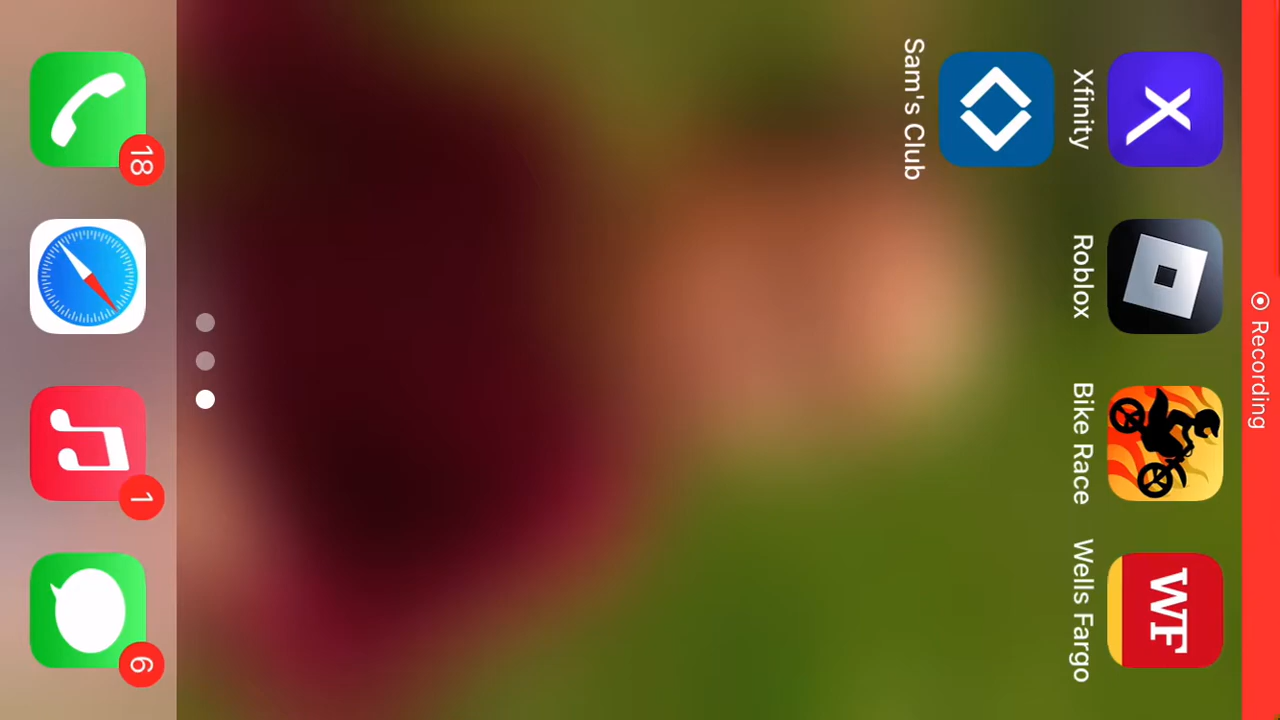 Recording
Xfinity
Roblox
Bike Race
WF
Wells Fargo
Sam's Club
18
1
6